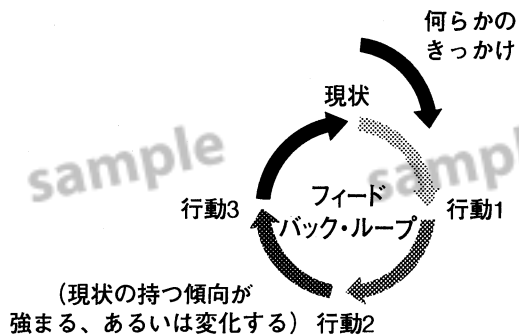 何らかの
きっかけ
現状
sample
sample
行動3
フィード
バック・ループ
行動1
(現状の持つ傾向が
強まる、あるいは変化する)
行動2